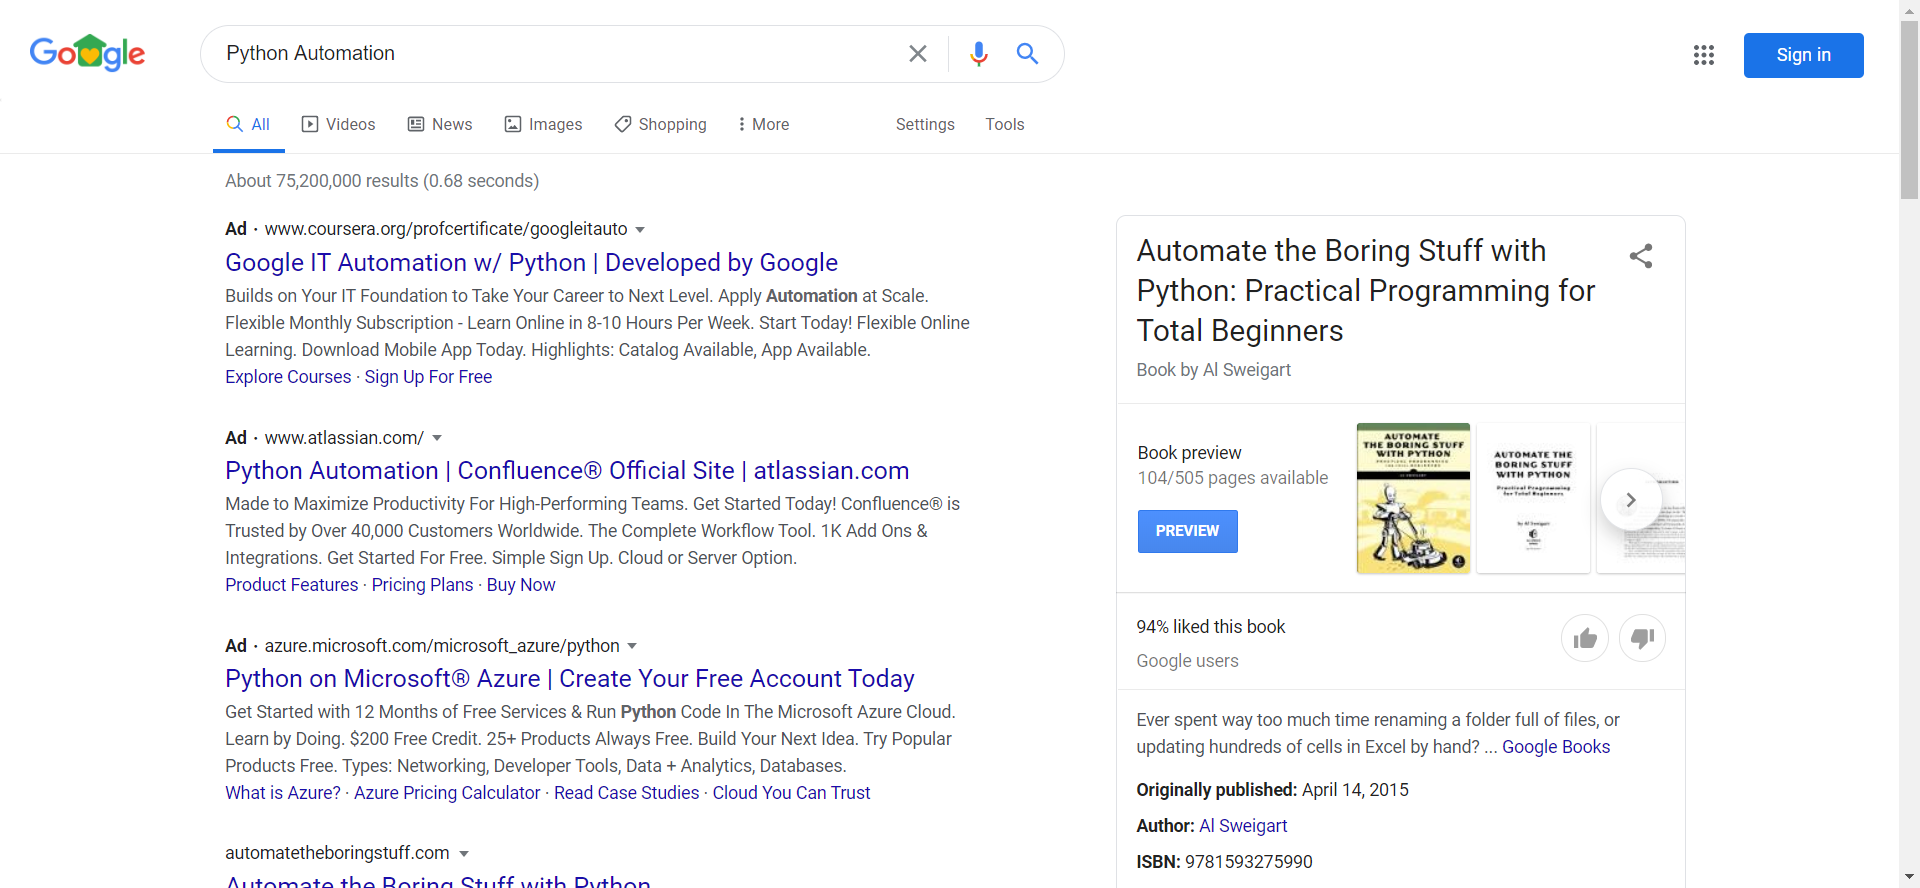 Google
Python Automation
Sign in
All
Videos
News
Images
Shopping
More
Settings
Tools
About 75,200,000 results (0.68 seconds)
Ad · www.coursera.org/profcertificate/googleitauto
Google IT Automation w/ Python | Developed by Google
Builds on Your IT Foundation to Take Your Career to Next Level. Apply Automation at Scale.
Flexible Monthly Subscription - Learn Online in 8-10 Hours Per Week. Start Today! Flexible Online
Learning. Download Mobile App Today. Highlights: Catalog Available, App Available.
Explore Courses · Sign Up For Free
Ad · www.atlassian.com/
Python Automation | Confluence® Official Site | atlassian.com
Made to Maximize Productivity For High-Performing Teams. Get Started Today! Confluence® is
Trusted by Over 40,000 Customers Worldwide. The Complete Workflow Tool. 1K Add Ons &
Integrations. Get Started For Free. Simple Sign Up. Cloud or Server Option.
Product Features · Pricing Plans · Buy Now
Ad · azure.microsoft.com/microsoft_azure/python
Python on Microsoft® Azure | Create Your Free Account Today
Get Started with 12 Months of Free Services & Run Python Code In The Microsoft Azure Cloud.
Learn by Doing. $200 Free Credit. 25+ Products Always Free. Build Your Next Idea. Try Popular
Products Free. Types: Networking, Developer Tools, Data + Analytics, Databases.
What is Azure? · Azure Pricing Calculator · Read Case Studies · Cloud You Can Trust
automatetheboringstuff.com
Automate the Boring Stuff with Python
Automate the Boring Stuff with
Python: Practical Programming for
Total Beginners
Book by Al Sweigart
Book preview
104/505 pages available
PREVIEW
AUTOMATE
THE BORING STUFF
WITH PYTHON
PRACTICAL PROGRAMMING
FOR TOTAL BEGINNERS
AL SWEIGART
AUTOMATE THE
BORING STUFF
WITH PYTHON
Practical Programming
for Total Beginners
by Al Sweigart
94% liked this book
Google users
Ever spent way too much time renaming a folder full of files, or
updating hundreds of cells in Excel by hand? ... Google Books
Originally published: April 14, 2015
Author: Al Sweigart
ISBN: 9781593275990